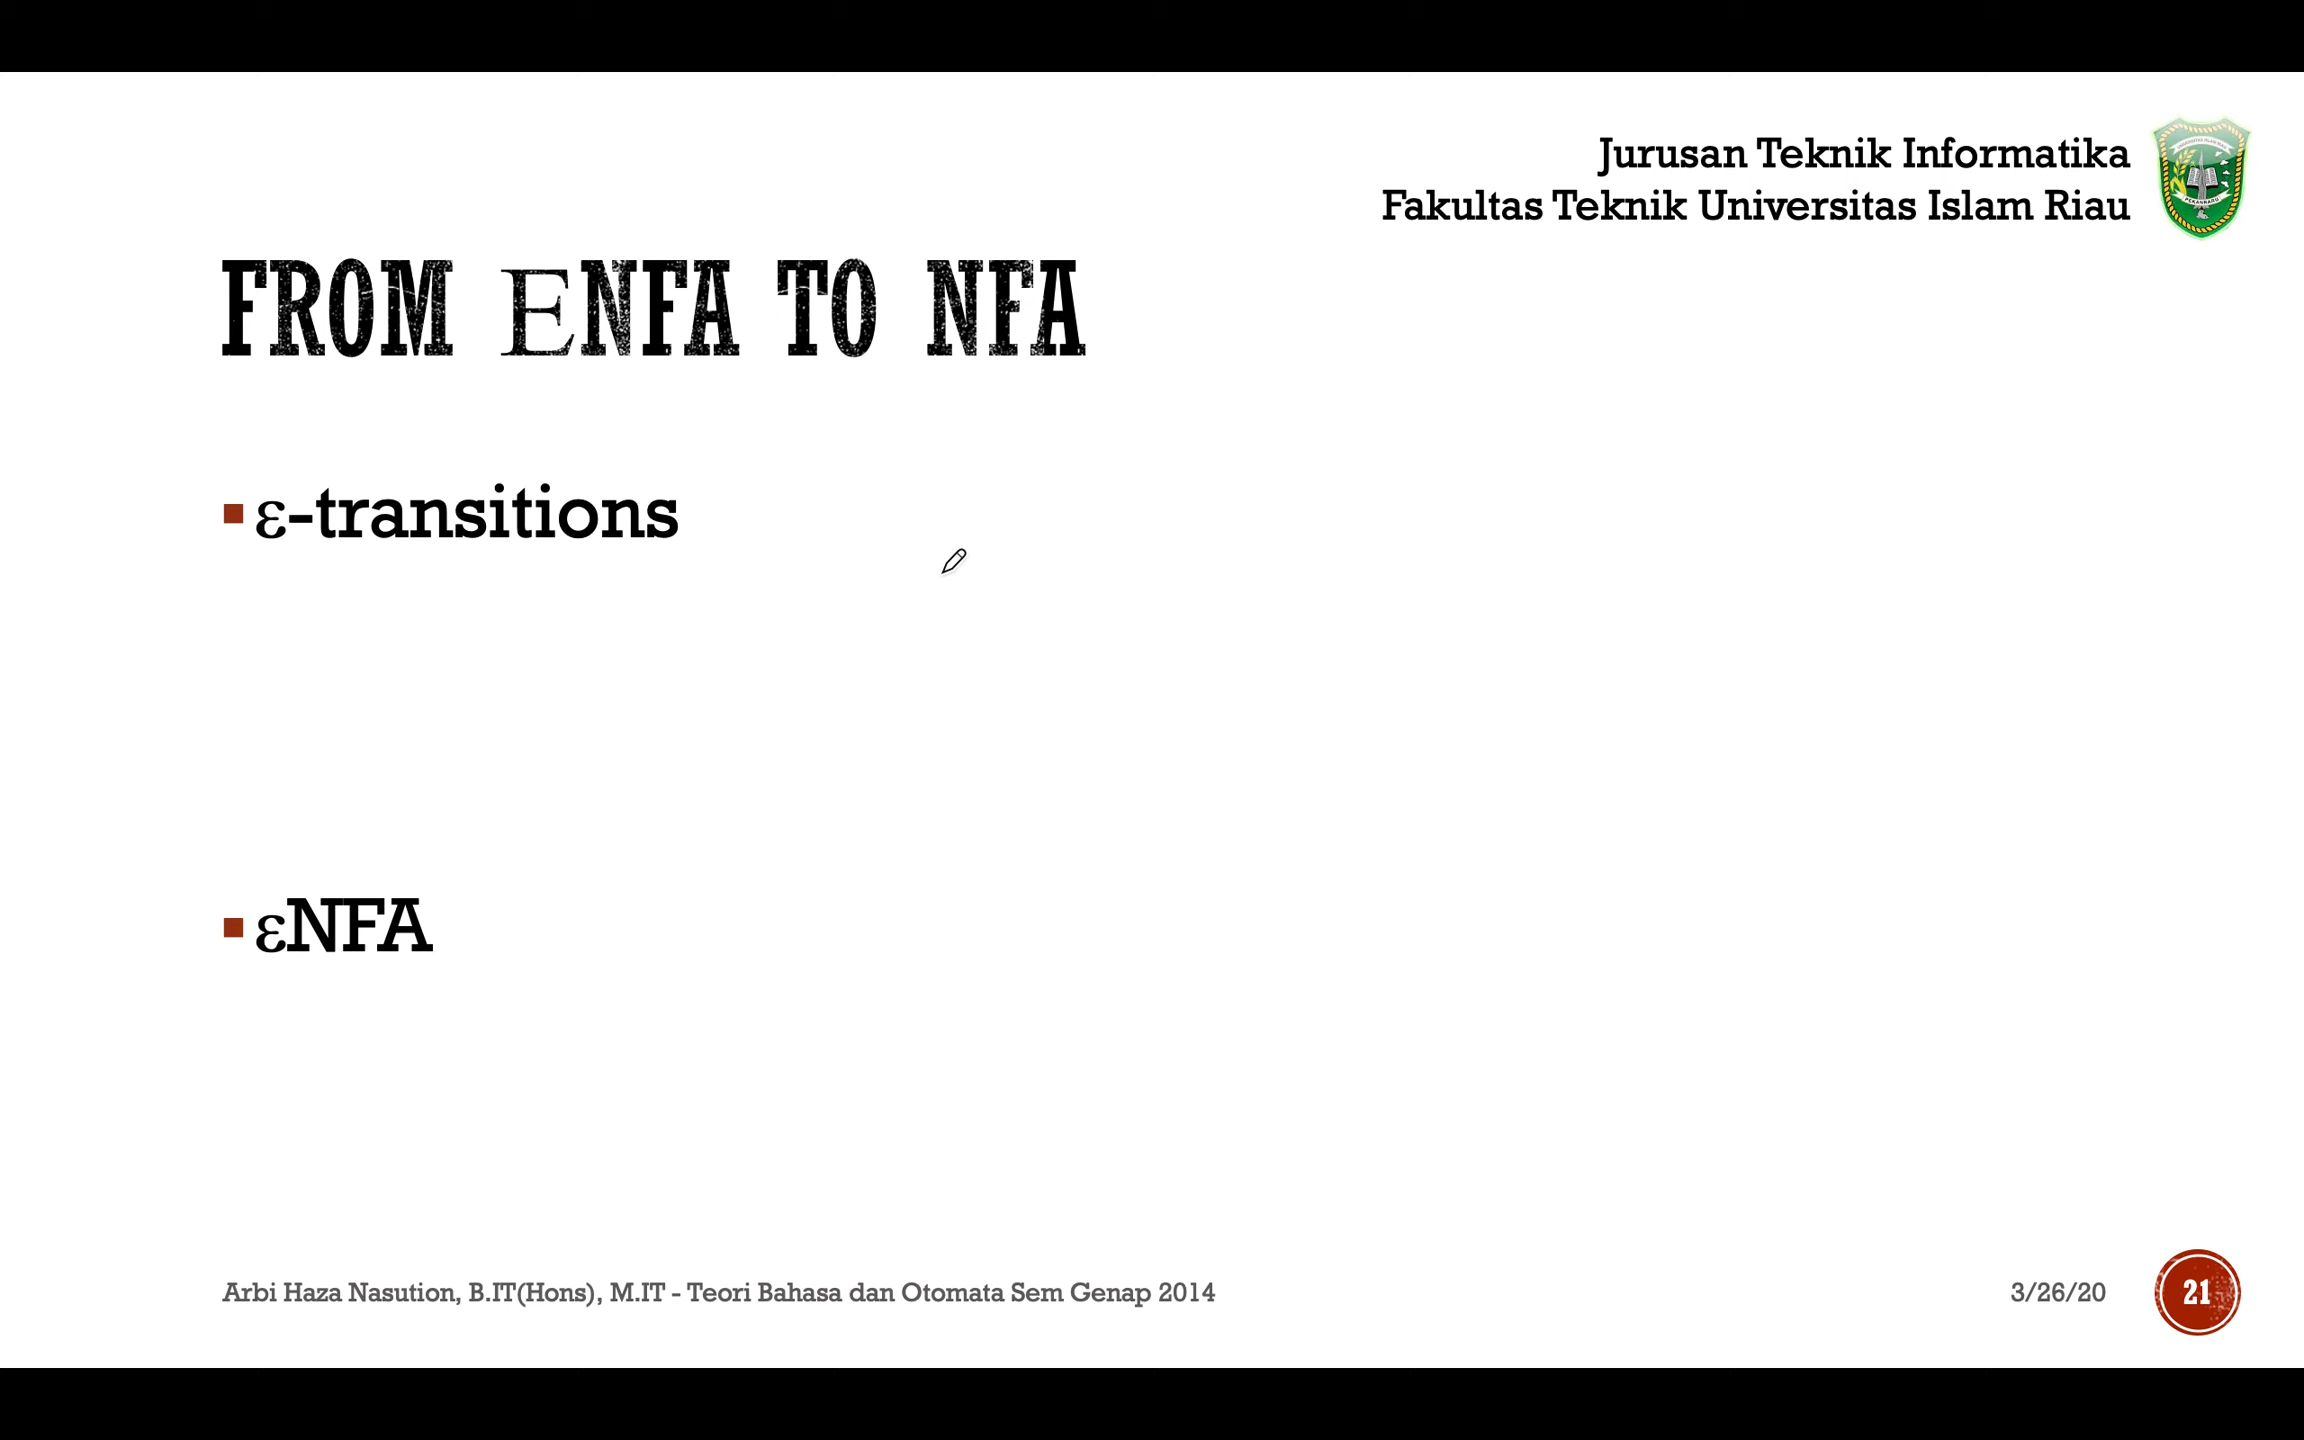 Jurusan Teknik Informatika
Fakultas Teknik Universitas Islam Riau
FROM ΕNFA TO NFA
ε-transitions
εNFA
Arbi Haza Nasution, B.IT(Hons), M.IT - Teori Bahasa dan Otomata Sem Genap 2014
3/26/20
21